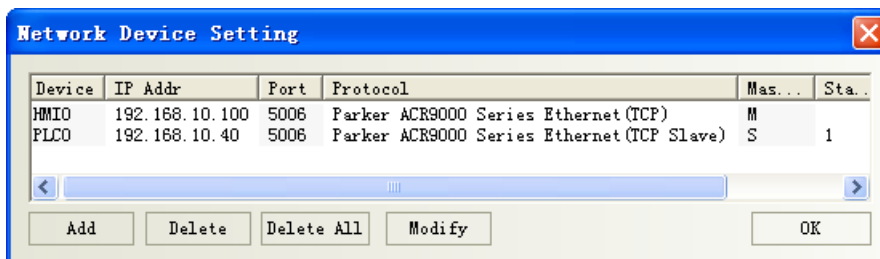 Network Device Setting
Device IP Addr Port Protocol Mas... Sta..
HMI0 192.168.10.100 5006 Parker ACR9000 Series Ethernet(TCP) M
PLC0 192.168.10.40 5006 Parker ACR9000 Series Ethernet(TCP Slave) S 1
Add Delete Delete All Modify OK